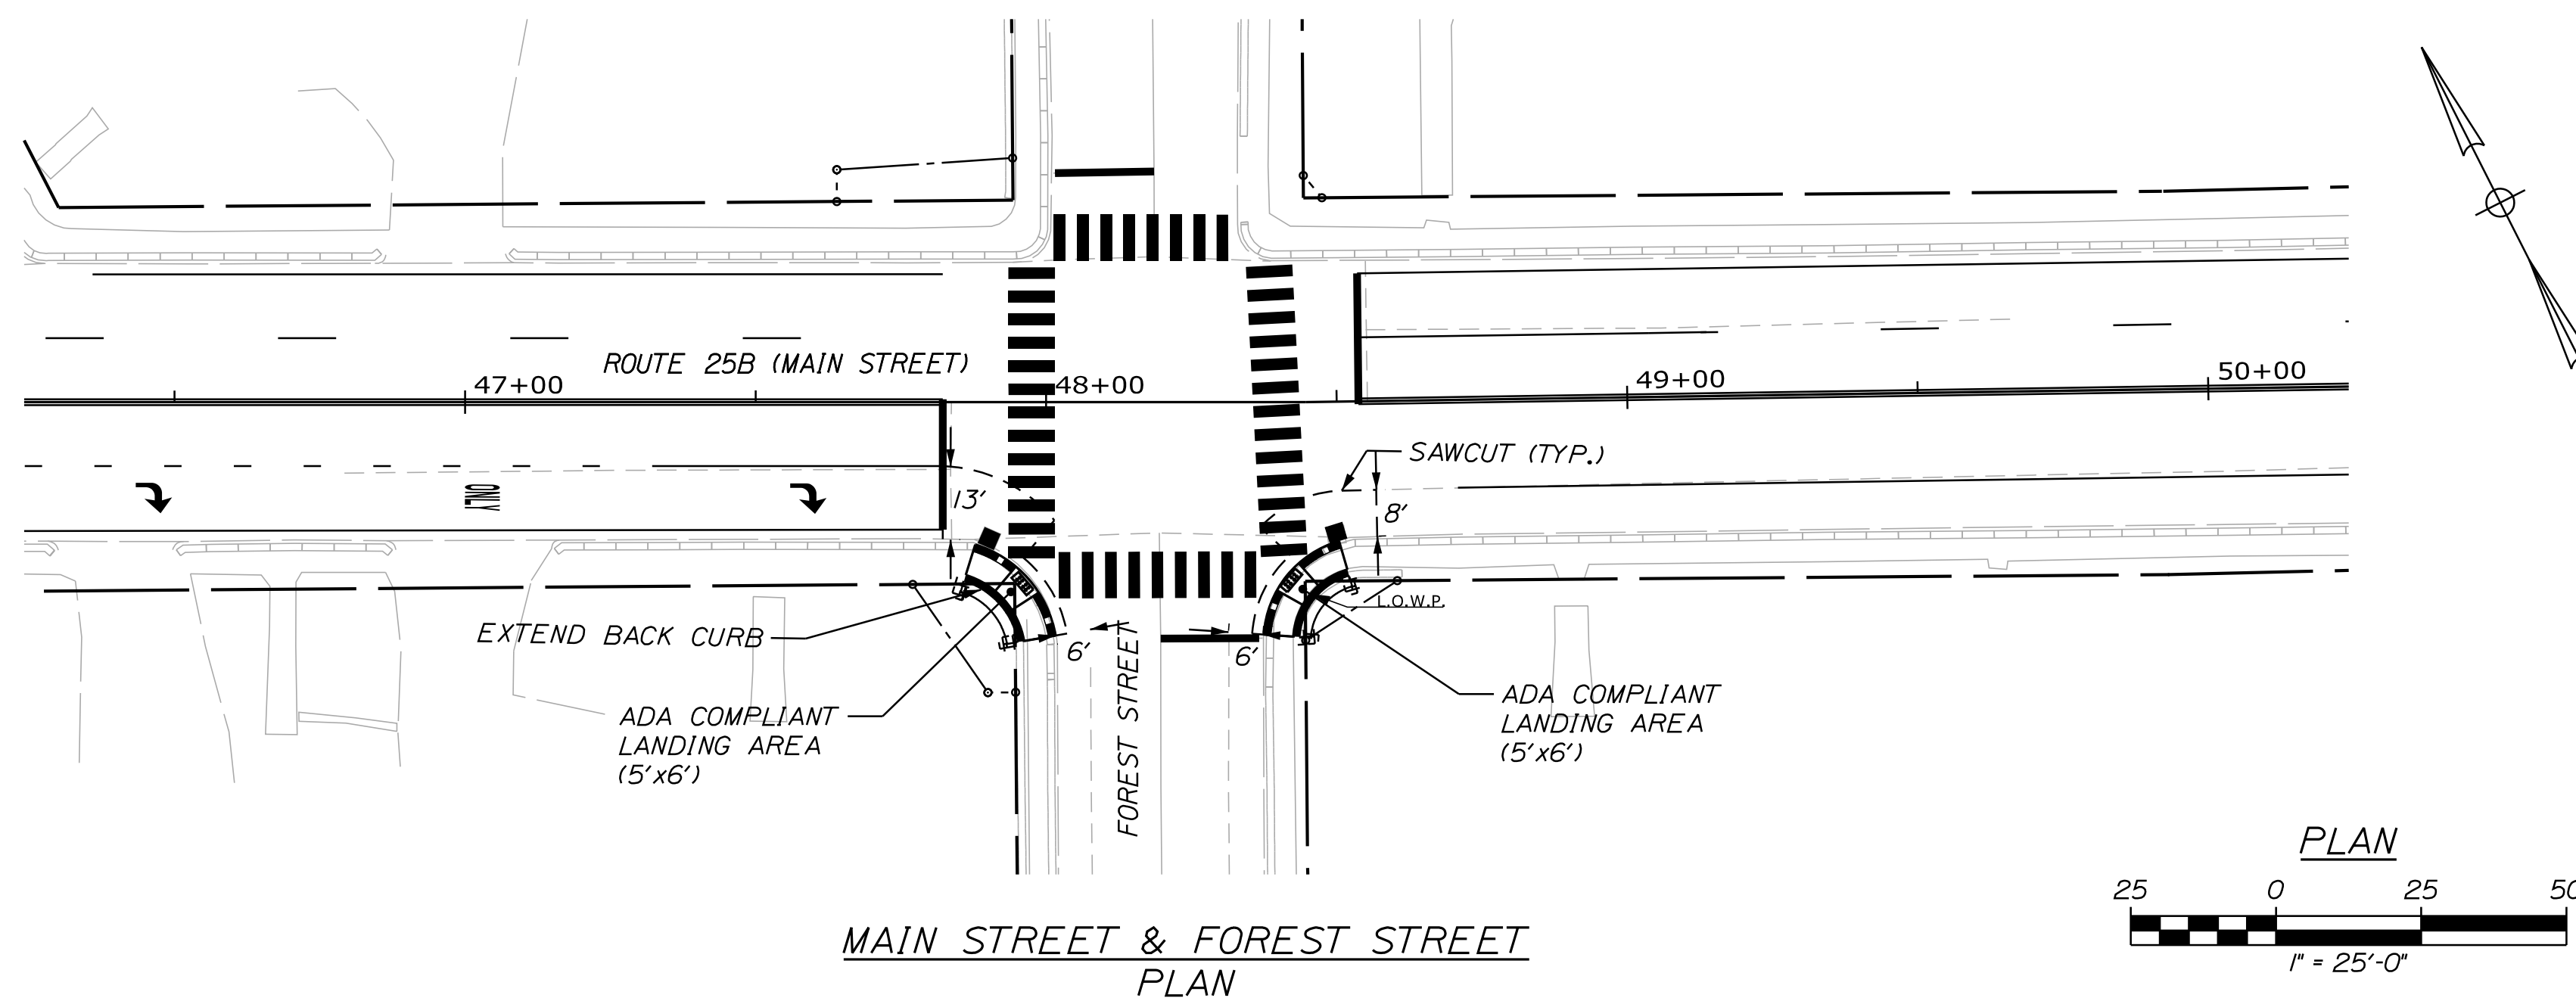 ROUTE 25B (MAIN STREET)
47+00
48+00
49+00
50+00
SAWCUT (TYP.)
ONLY
13'
8'
L.O.W.P.
EXTEND BACK CURB
6'
6'
FOREST STREET
ADA COMPLIANT
LANDING AREA
(5'x6')
ADA COMPLIANT
LANDING AREA
(5'x6')
PLAN
25 0 25 50
1" = 25'-0"
MAIN STREET & FOREST STREET
PLAN